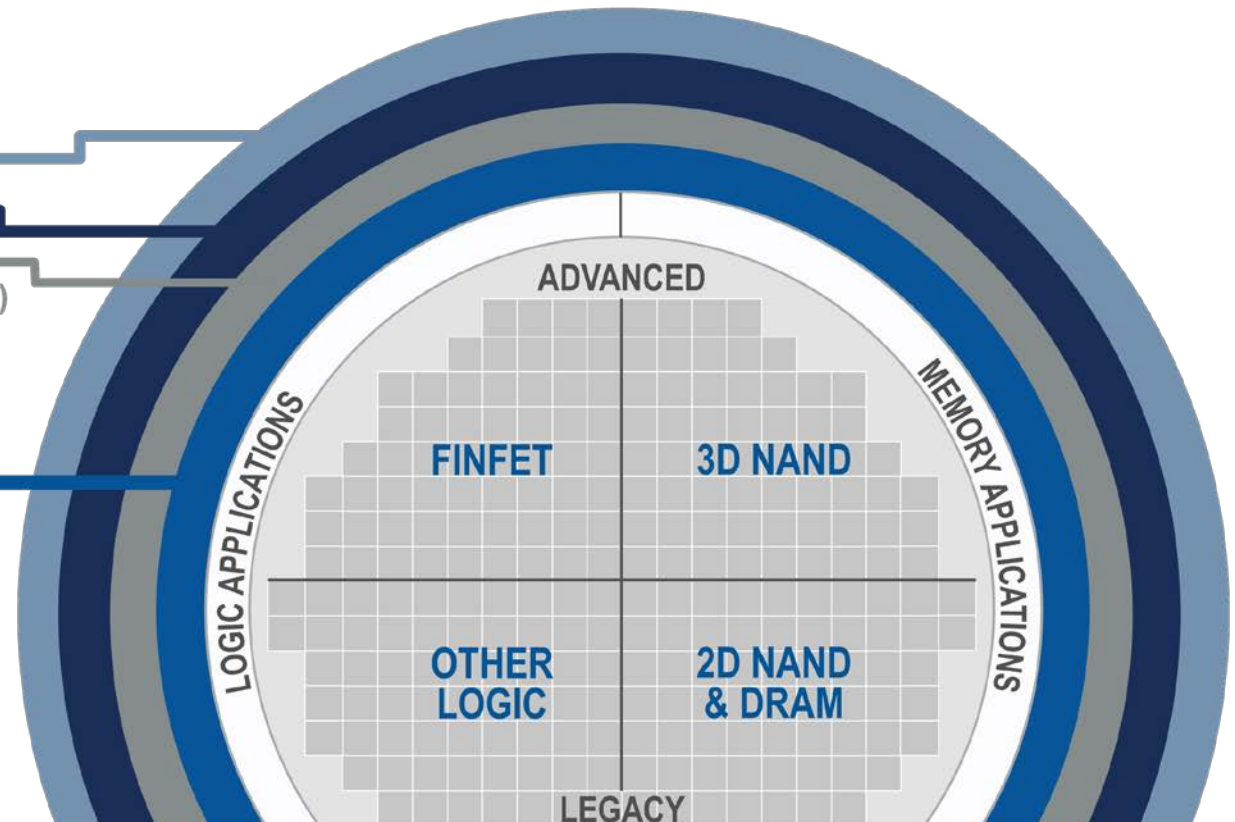 )
ADVANCED
LOGIC APPLICATIONS
MEMORY APPLICATIONS
FINFET
3D NAND
OTHER
LOGIC
2D NAND
& DRAM
LEGACY